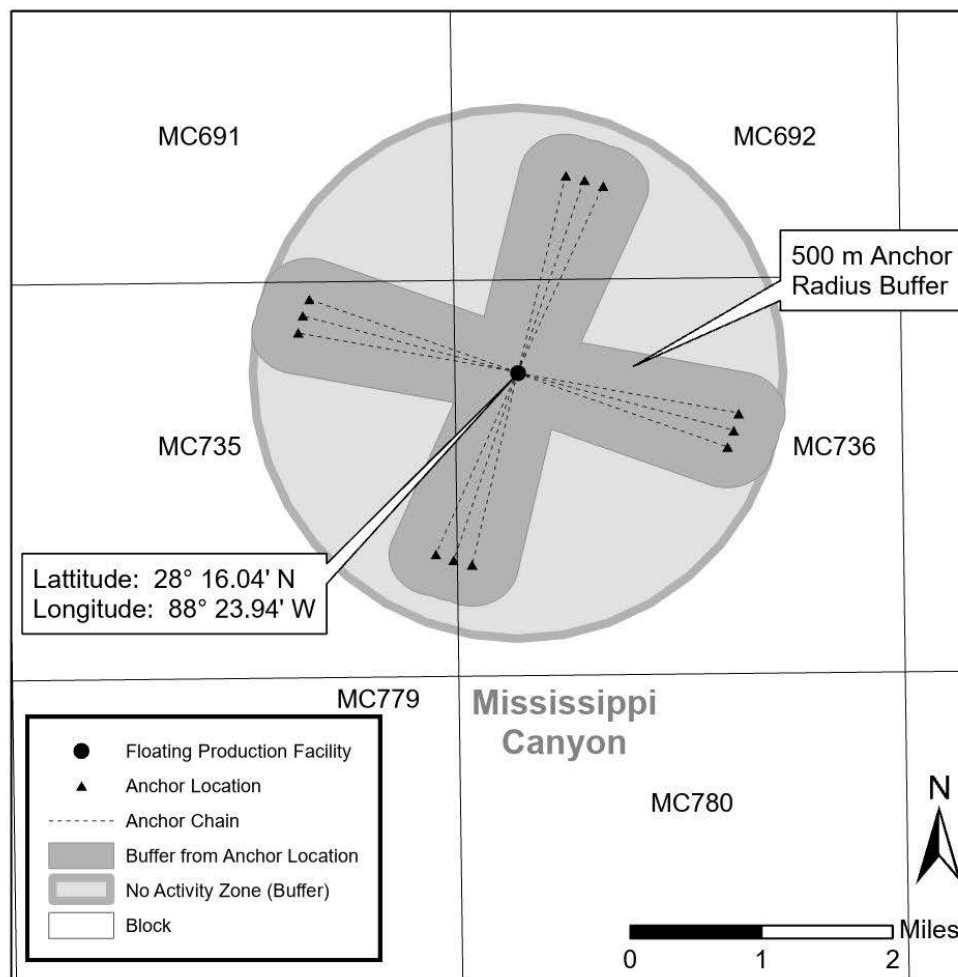 MC691
MC692
500 m Anchor
Radius Buffer
MC735
MC736
Lattitude: 28° 16.04' N
Longitude: 88° 23.94' W
MC779
Mississippi
Canyon
MC780
Floating Production Facility
Anchor Location
Anchor Chain
Buffer from Anchor Location
No Activity Zone (Buffer)
Block
N
Miles
0 1 2